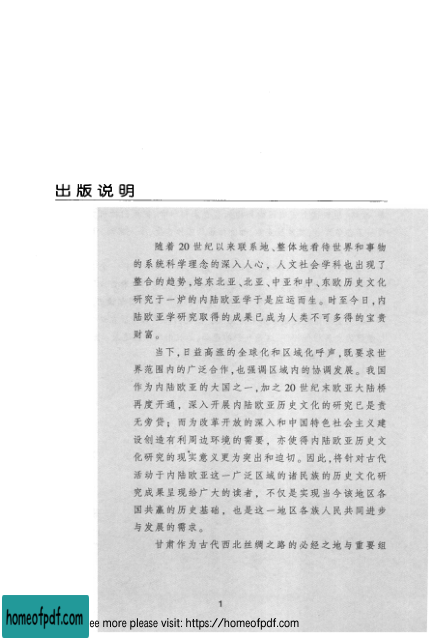 出版说明
随着 20 世纪以来联系地、整体地看待世界和事物
的系统科学理念的深入人心，人文社会学科也出现了
整合的趋势，熔东北亚、北亚、中亚和中、东欧历史文化
研究于一炉的内陆欧亚学于是应运而生。时至今日，内
陆欧亚学研究取得的成果已成为人类不可多得的宝贵
财富。
当下，日益高涨的全球化和区域化呼声，既要求世
界范围内的广泛合作，也强调区域内的协调发展。我国
作为内陆欧亚的大国之一，加之 20 世纪末欧亚大陆桥
再度开通，深入开展内陆欧亚历史文化的研究已是责
无旁贷；而为改革开放的深入和中国特色社会主义建
设创造有利周边环境的需要，亦使得内陆欧亚历史文
化研究的现实意义更为突出和迫切。因此，将针对古代
活动于内陆欧亚这一广泛区域的诸民族的历史文化研
究成果呈现给广大的读者，不仅是实现当今该地区各
国共赢的历史基础，也是这一地区各族人民共同进步
与发展的需求。
甘肃作为古代西北丝绸之路的必经之地与重要组
1
homeofpdf.com
ee more please visit: https://homeofpdf.com